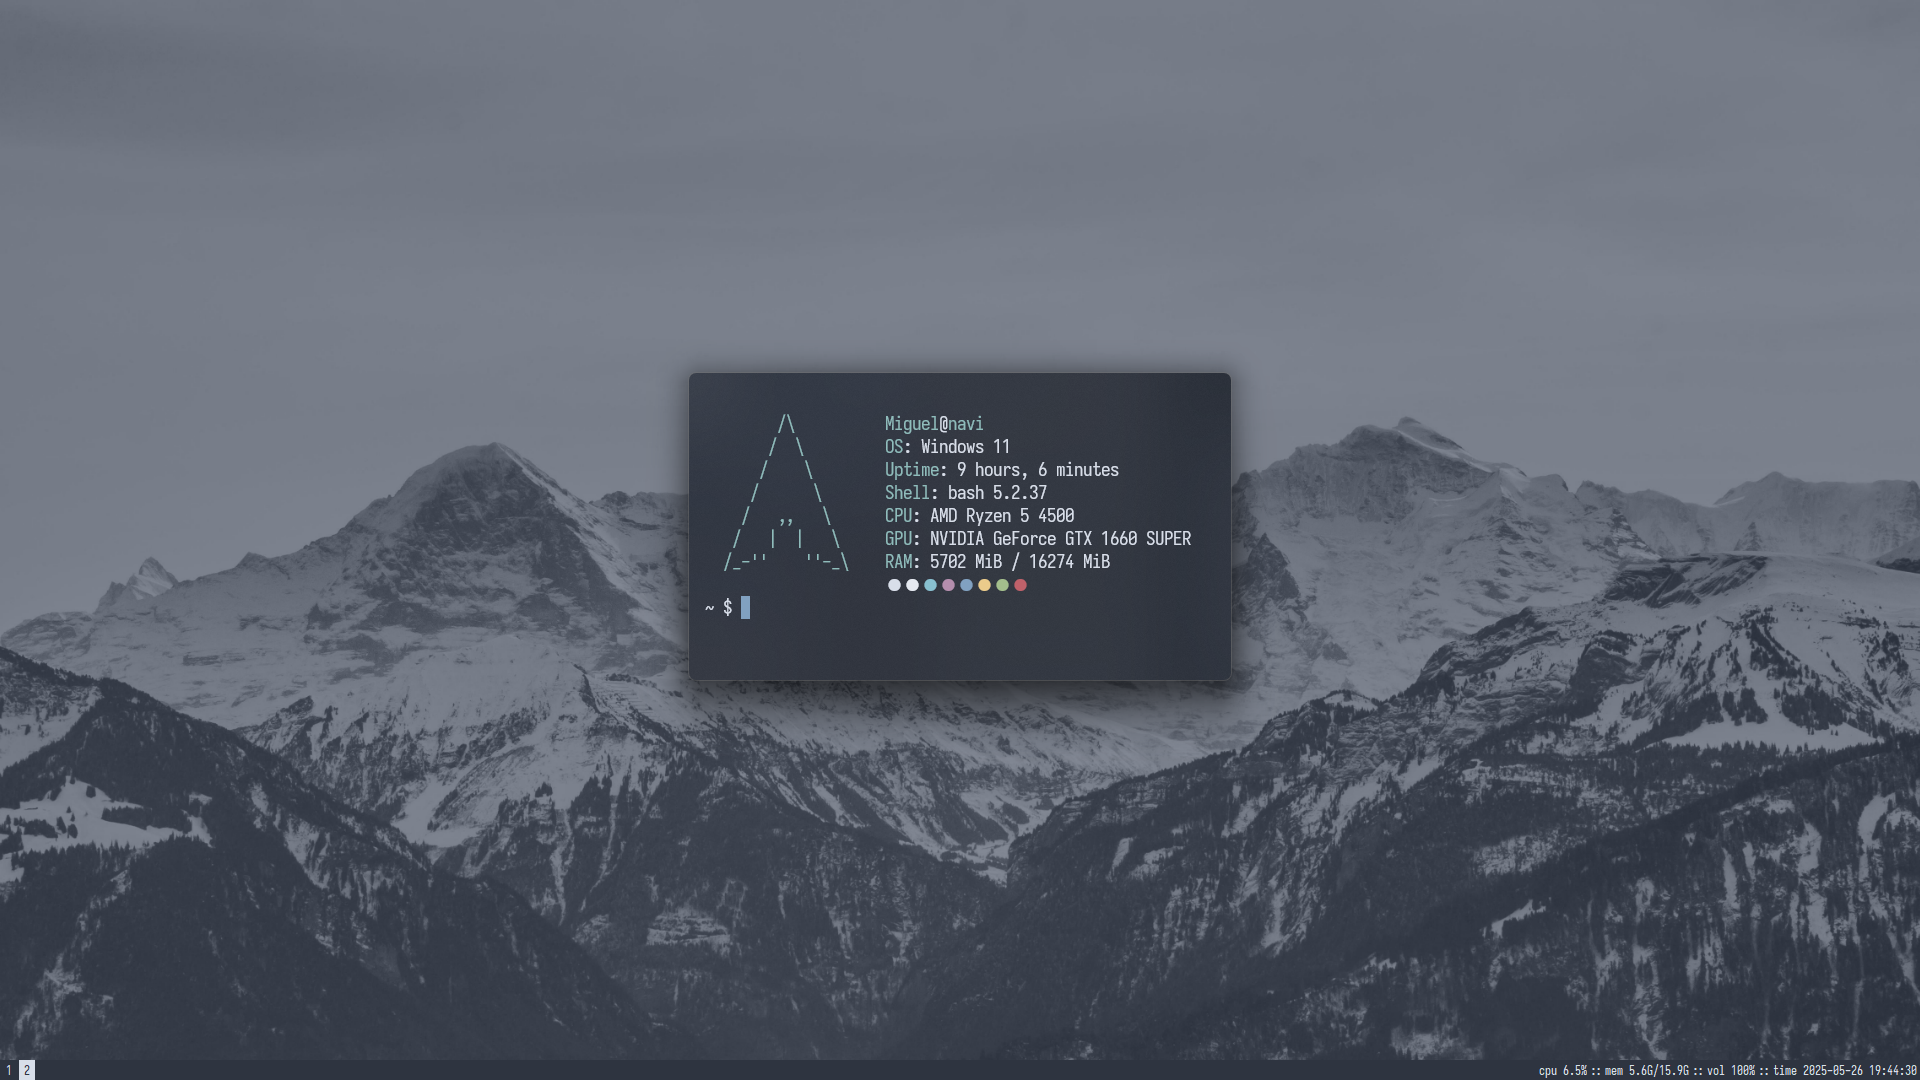 Miguel@navi
OS: Windows 11
Uptime: 9 hours, 6 minutes
Shell: bash 5.2.37
CPU: AMD Ryzen 5 4500
GPU: NVIDIA GeForce GTX 1660 SUPER
RAM: 5702 MiB / 16274 MiB
~ $
1 2
cpu 6.5% :: mem 5.6G/15.9G :: vol 100% :: time 2025-05-26 19:44:30